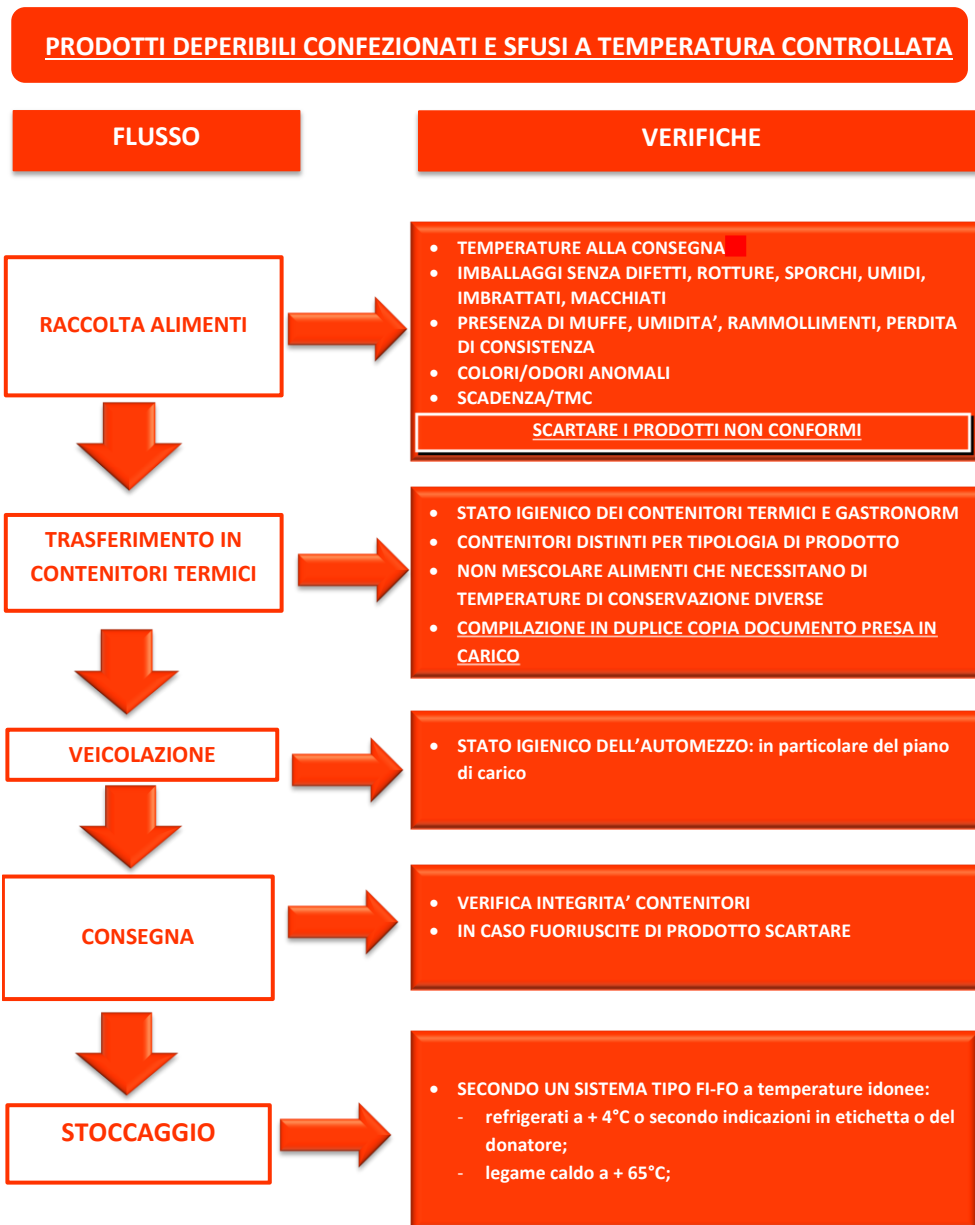 PRODOTTI DEPERIBILI CONFEZIONATI E SFUSI A TEMPERATURA CONTROLLATA
FLUSSO
VERIFICHE
RACCOLTA ALIMENTI
• TEMPERATURE ALLA CONSEGNA
• IMBALLAGGI SENZA DIFETTI, ROTTURE, SPORCHI, UMIDI,
IMBRATTATI, MACCHIATI
• PRESENZA DI MUFFE, UMIDITA’, RAMMOLLIMENTI, PERDITA
DI CONSISTENZA
• COLORI/ODORI ANOMALI
• SCADENZA/TMC
SCARTARE I PRODOTTI NON CONFORMI
TRASFERIMENTO IN
CONTENITORI TERMICI
• STATO IGIENICO DEI CONTENITORI TERMICI E GASTRONORM
• CONTENITORI DISTINTI PER TIPOLOGIA DI PRODOTTO
• NON MESCOLARE ALIMENTI CHE NECESSITANO DI
TEMPERATURE DI CONSERVAZIONE DIVERSE
• COMPILAZIONE IN DUPLICE COPIA DOCUMENTO PRESA IN
CARICO
VEICOLAZIONE
• STATO IGIENICO DELL’AUTOMEZZO: in particolare del piano
di carico
CONSEGNA
• VERIFICA INTEGRITA’ CONTENITORI
• IN CASO FUORIUSCITE DI PRODOTTO SCARTARE
STOCCAGGIO
• SECONDO UN SISTEMA TIPO FI-FO a temperature idonee:
- refrigerati a + 4°C o secondo indicazioni in etichetta o del
donatore;
- legame caldo a + 65°C;